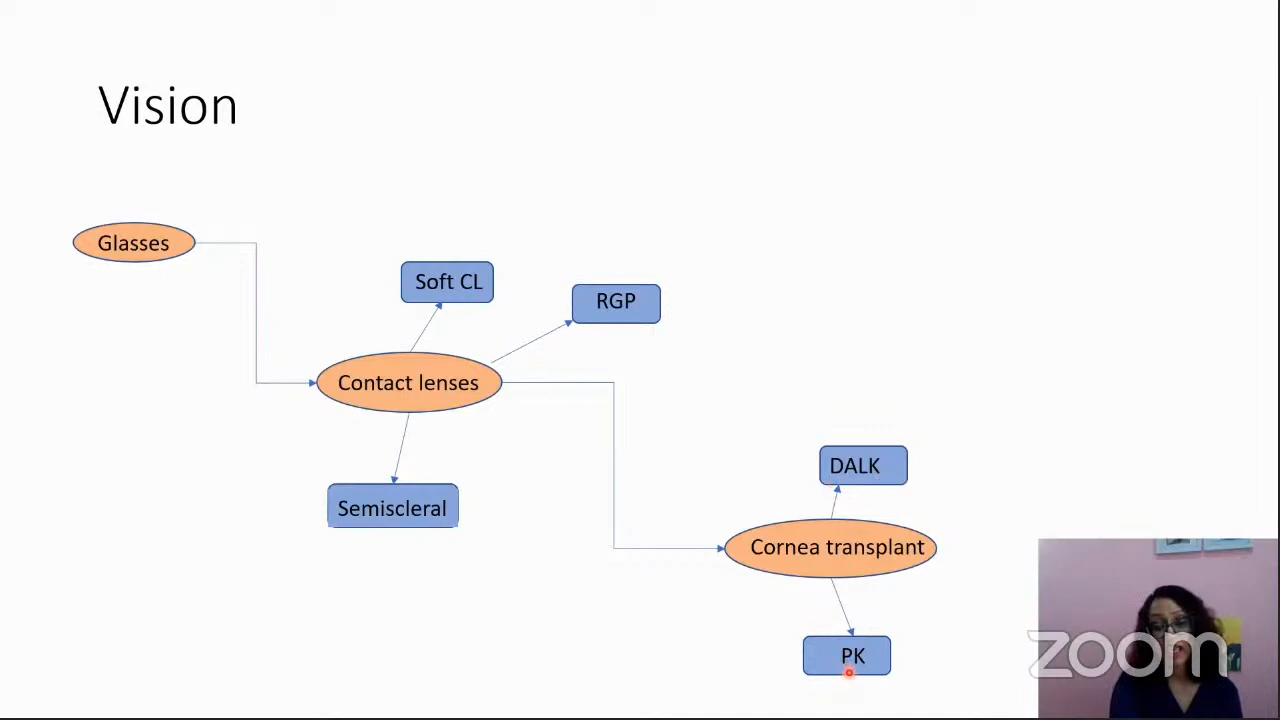 Vision
Glasses
Soft CL
RGP
Contact lenses
Semiscleral
DALK
Cornea transplant
PK
zoom